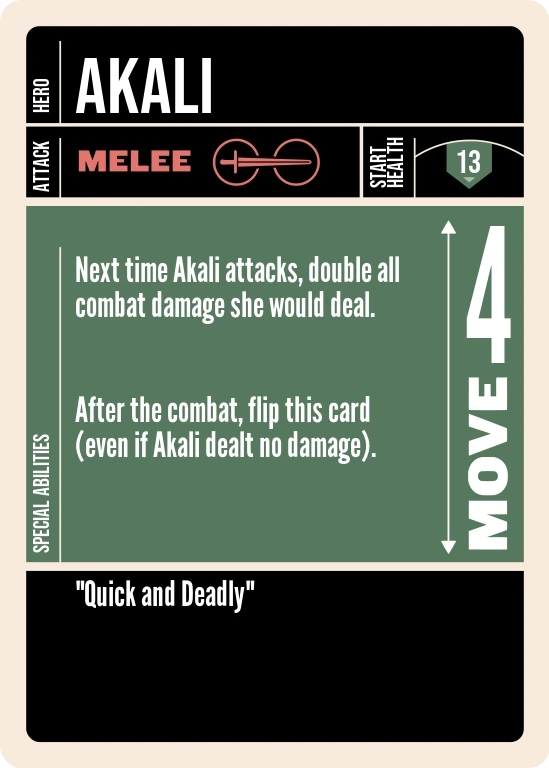 HERO
AKALI
ATTACK
MELEE
START
HEALTH
13
SPECIAL ABILITIES
Next time Akali attacks, double all
combat damage she would deal.
After the combat, flip this card
(even if Akali dealt no damage).
MOVE 4
"Quick and Deadly"